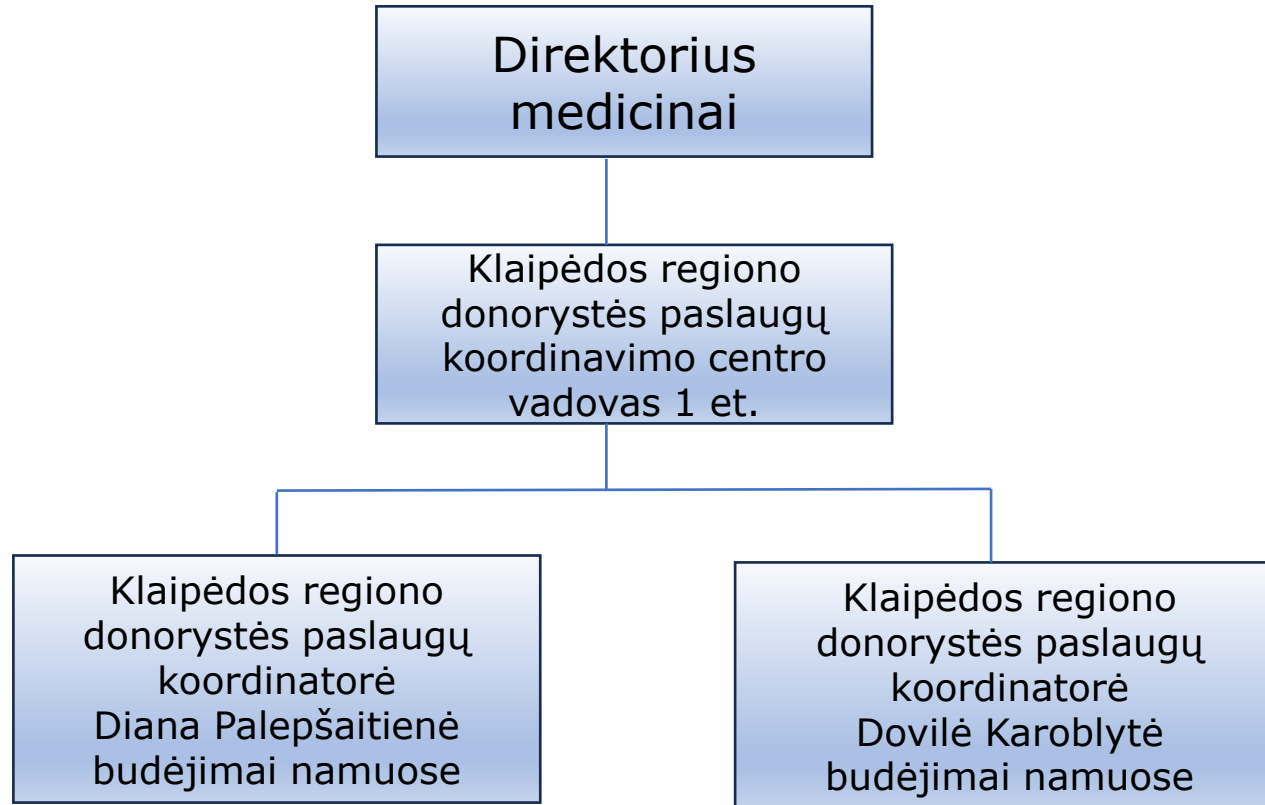 Direktorius
medicinai
Klaipėdos regiono
donorystės paslaugų
koordinavimo centro
vadovas 1 et.
Klaipėdos regiono
donorystės paslaugų
koordinatorė
Diana Palepšaitienė
budėjimai namuose
Klaipėdos regiono
donorystės paslaugų
koordinatorė
Dovilė Karoblytė
budėjimai namuose